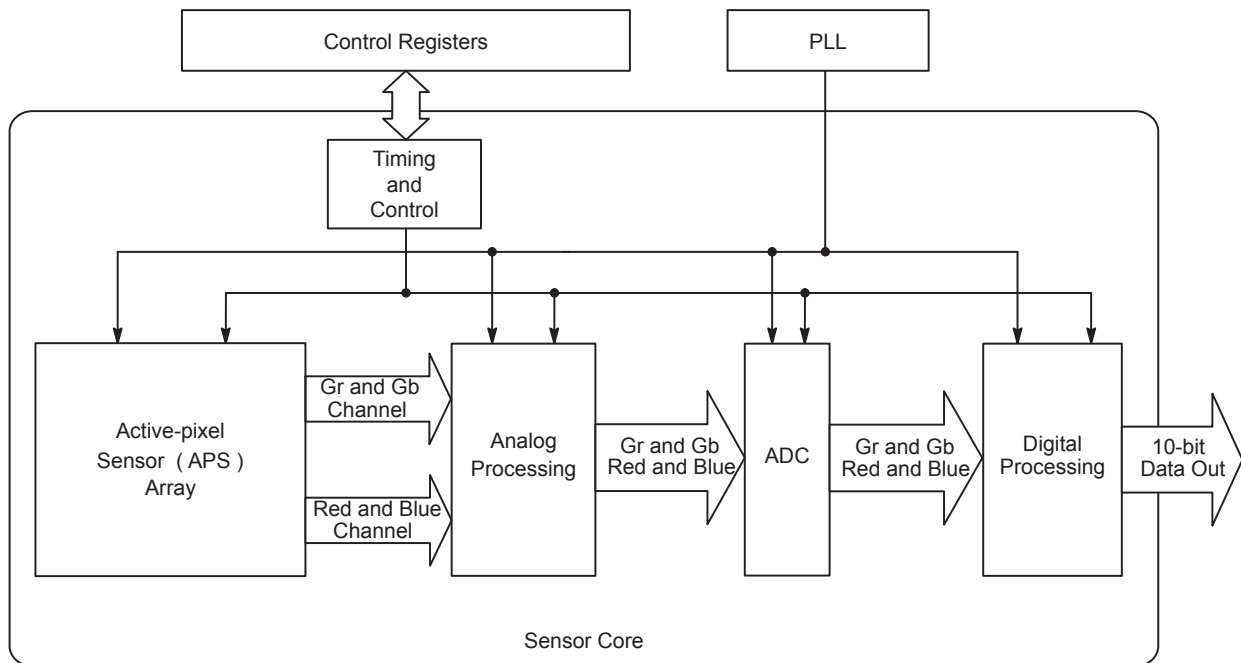 Control Registers
PLL
Timing
and
Control
Active-pixel
Sensor ( APS )
Array
Gr and Gb
Channel
Red and Blue
Channel
Analog
Processing
Gr and Gb
Red and Blue
ADC
Gr and Gb
Red and Blue
Digital
Processing
10-bit
Data Out
Sensor Core